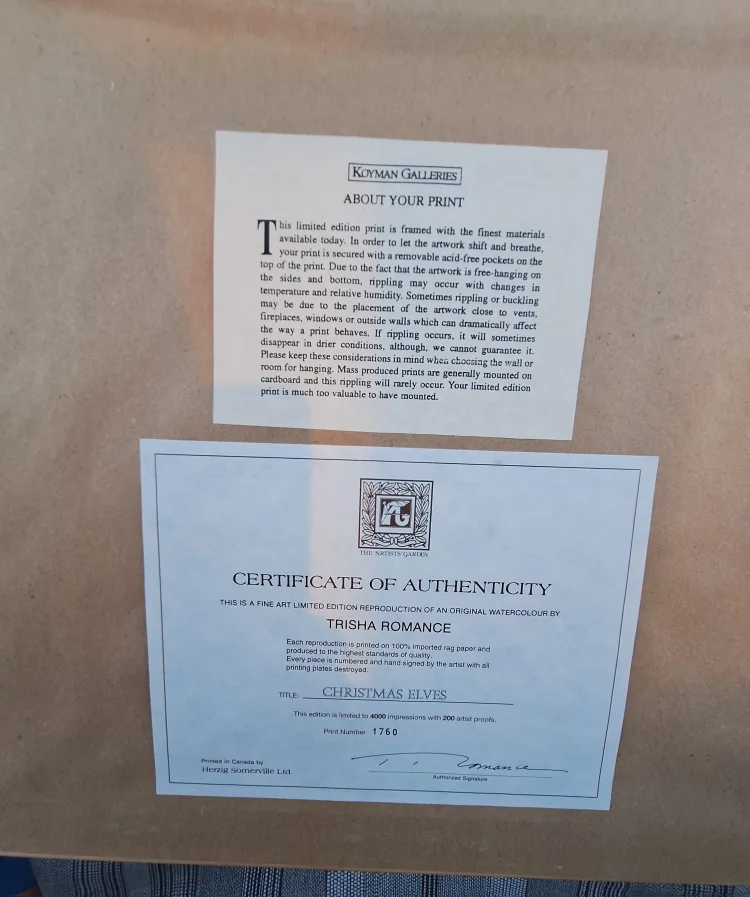 KOYMAN GALLERIES
ABOUT YOUR PRINT
This limited edition print is framed with the finest materials
available today. In order to let the artwork shift and breathe,
your print is secured with a removable acid-free pockets on the
top of the print. Due to the fact that the artwork is free-hanging on
the sides and bottom, rippling may occur with changes in
temperature and relative humidity. Sometimes rippling or buckling
may be due to the placement of the artwork close to vents,
fireplaces, windows or outside walls which can dramatically affect
the way a print behaves. If rippling occurs, it will sometimes
disappear in drier conditions, although, we cannot guarantee it.
Please keep these considerations in mind when choosing the wall or
room for hanging. Mass produced prints are generally mounted on
cardboard and this rippling will rarely occur. Your limited edition
print is much too valuable to have mounted.
THE ARTISTS GARDEN
CERTIFICATE OF AUTHENTICITY
THIS IS A FINE ART LIMITED EDITION REPRODUCTION OF AN ORIGINAL WATERCOLOUR BY
TRISHA ROMANCE
Each reproduction is printed on 100% imported rag paper and
produced to the highest standards of quality.
Every piece is numbered and hand signed by the artist with all
printing plates destroyed.
TITLE: CHRISTMAS ELVES
This edition is limited to 4000 impressions with 200 artist proofs.
Print Number 1760
Printed in Canada by
Herzig Somerville Ltd.
T. Romance
Authorized Signature